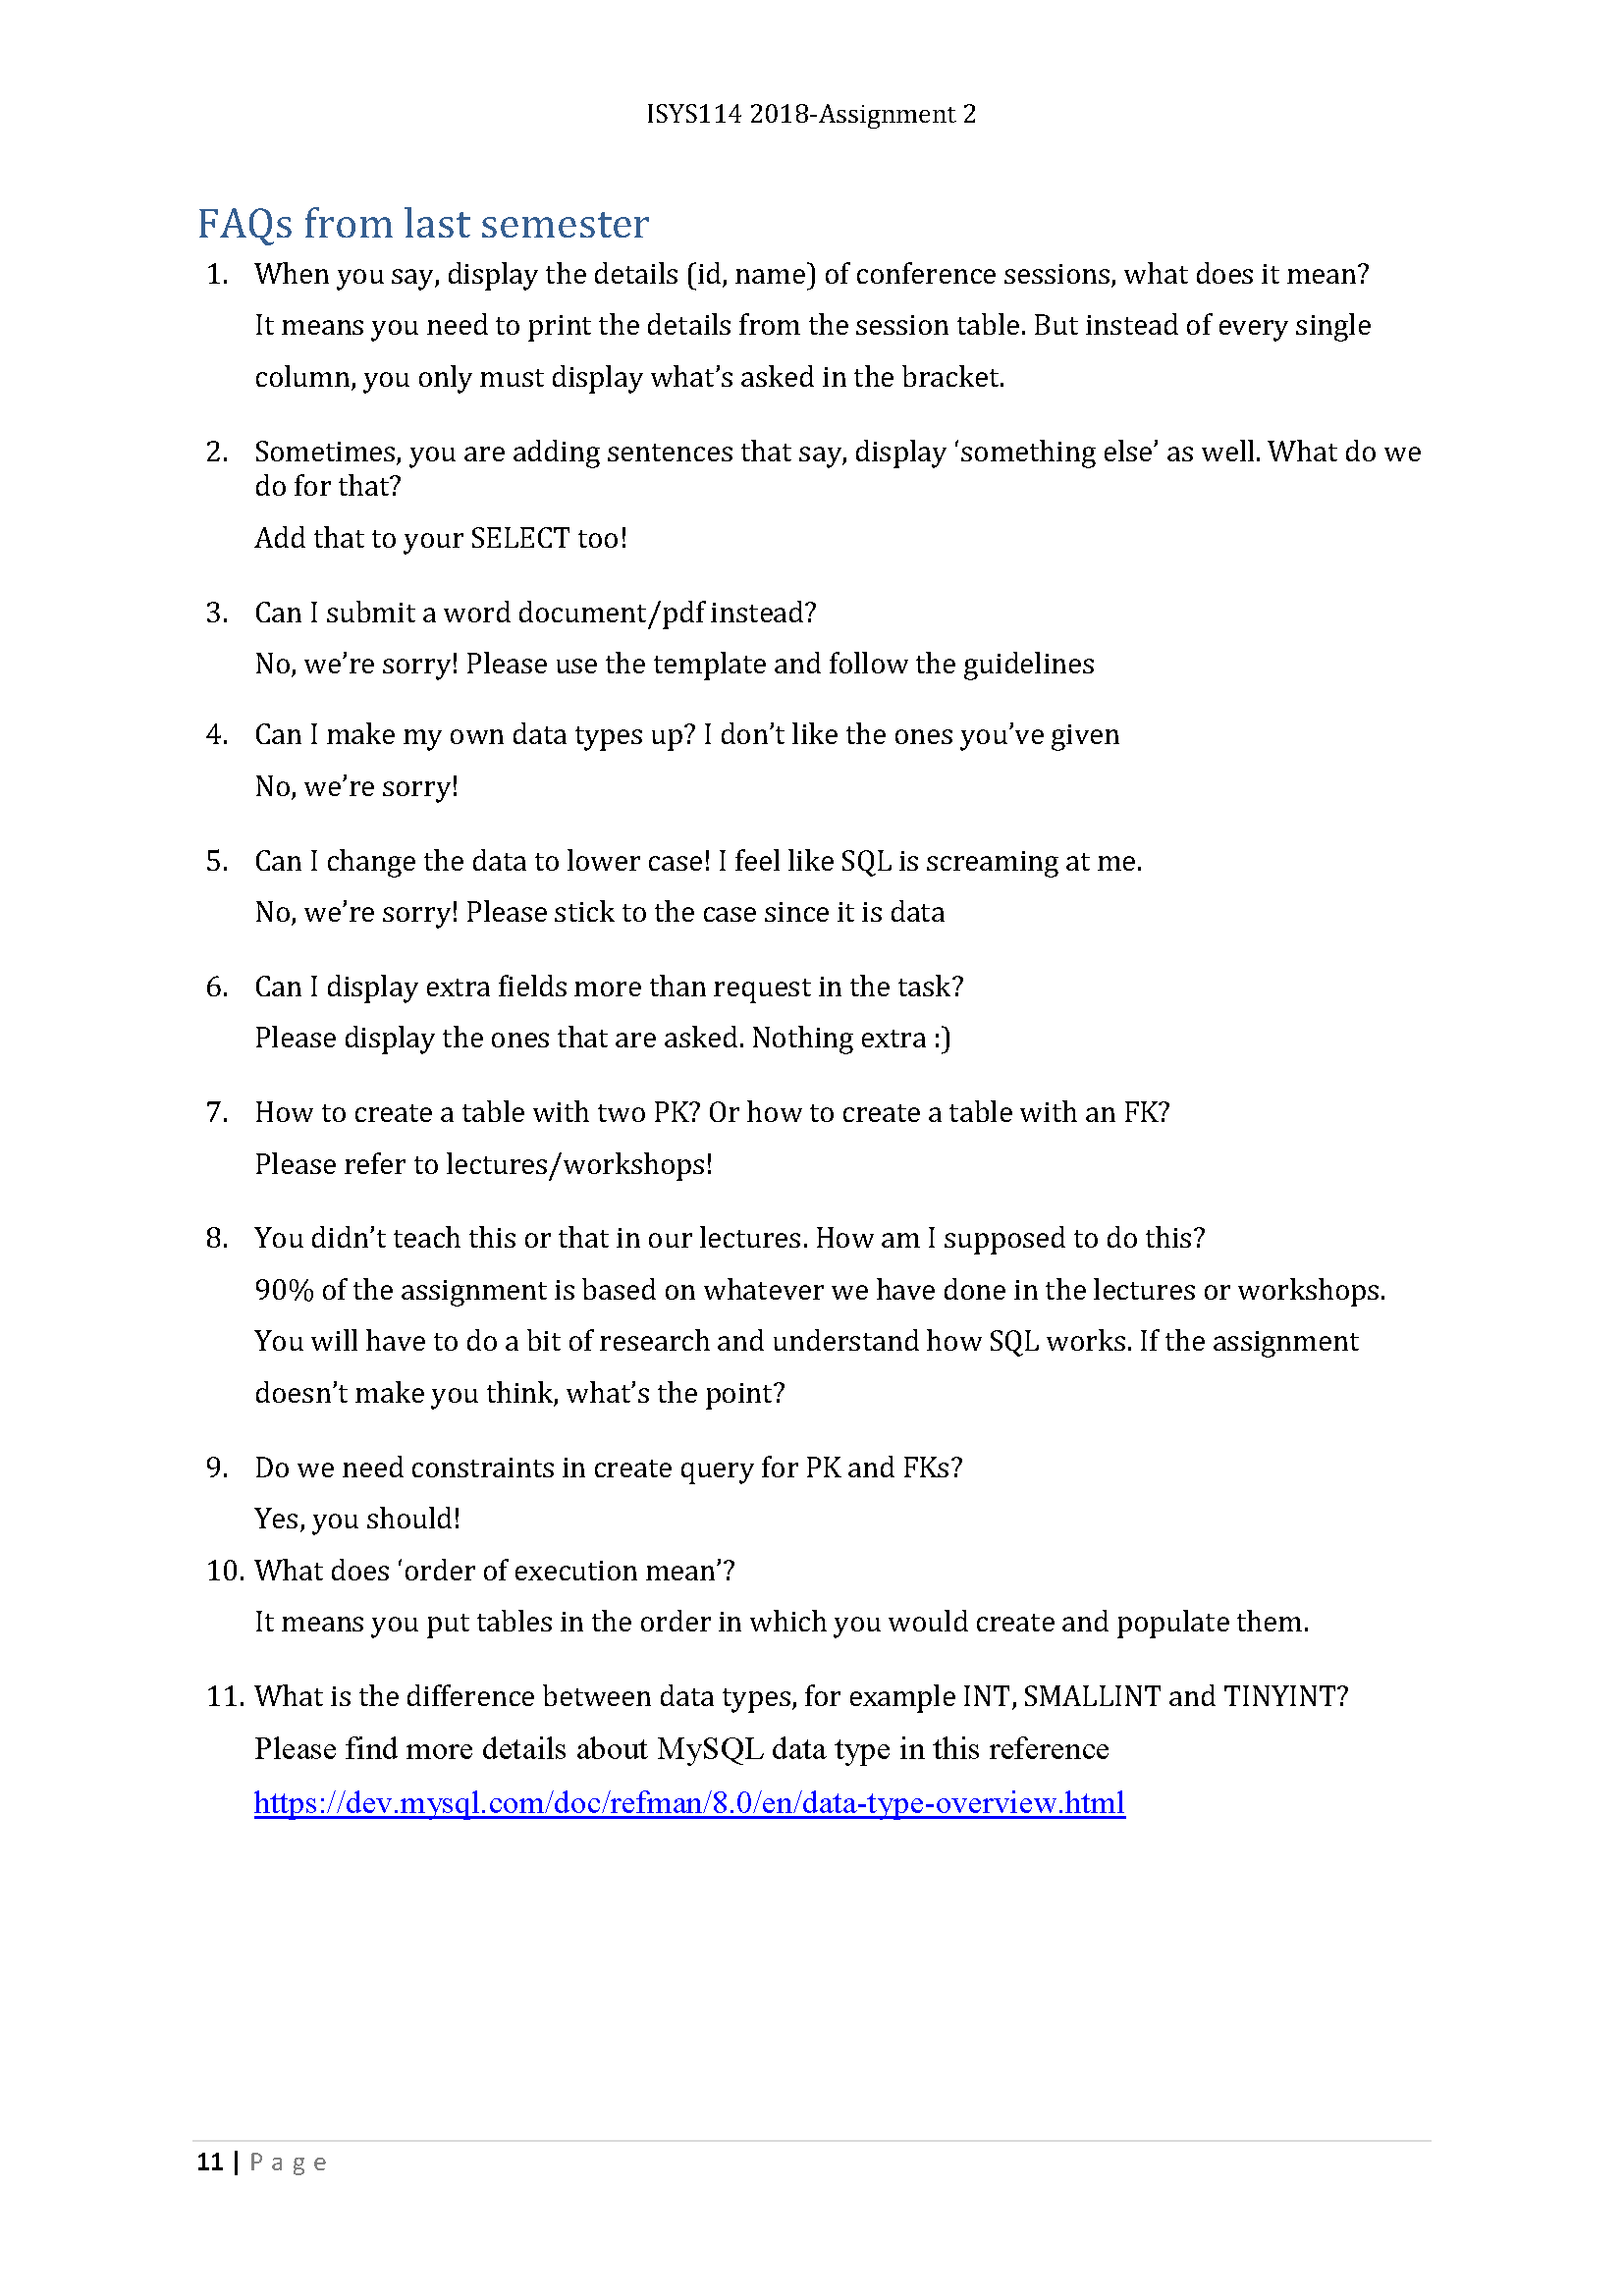 ISYS114 2018-Assignment 2
FAQs from last semester
1. When you say, display the details (id, name) of conference sessions, what does it mean?
It means you need to print the details from the session table. But instead of every single
column, you only must display what’s asked in the bracket.
2. Sometimes, you are adding sentences that say, display ‘something else’ as well. What do we
do for that?
Add that to your SELECT too!
3. Can I submit a word document/pdf instead?
No, we’re sorry! Please use the template and follow the guidelines
4. Can I make my own data types up? I don’t like the ones you’ve given
No, we’re sorry!
5. Can I change the data to lower case! I feel like SQL is screaming at me.
No, we’re sorry! Please stick to the case since it is data
6. Can I display extra fields more than request in the task?
Please display the ones that are asked. Nothing extra :)
7. How to create a table with two PK? Or how to create a table with an FK?
Please refer to lectures/workshops!
8. You didn’t teach this or that in our lectures. How am I supposed to do this?
90% of the assignment is based on whatever we have done in the lectures or workshops.
You will have to do a bit of research and understand how SQL works. If the assignment
doesn’t make you think, what’s the point?
9. Do we need constraints in create query for PK and FKs?
Yes, you should!
10. What does ‘order of execution mean’?
It means you put tables in the order in which you would create and populate them.
11. What is the difference between data types, for example INT, SMALLINT and TINYINT?
Please find more details about MySQL data type in this reference
https://dev.mysql.com/doc/refman/8.0/en/data-type-overview.html
11 | Page